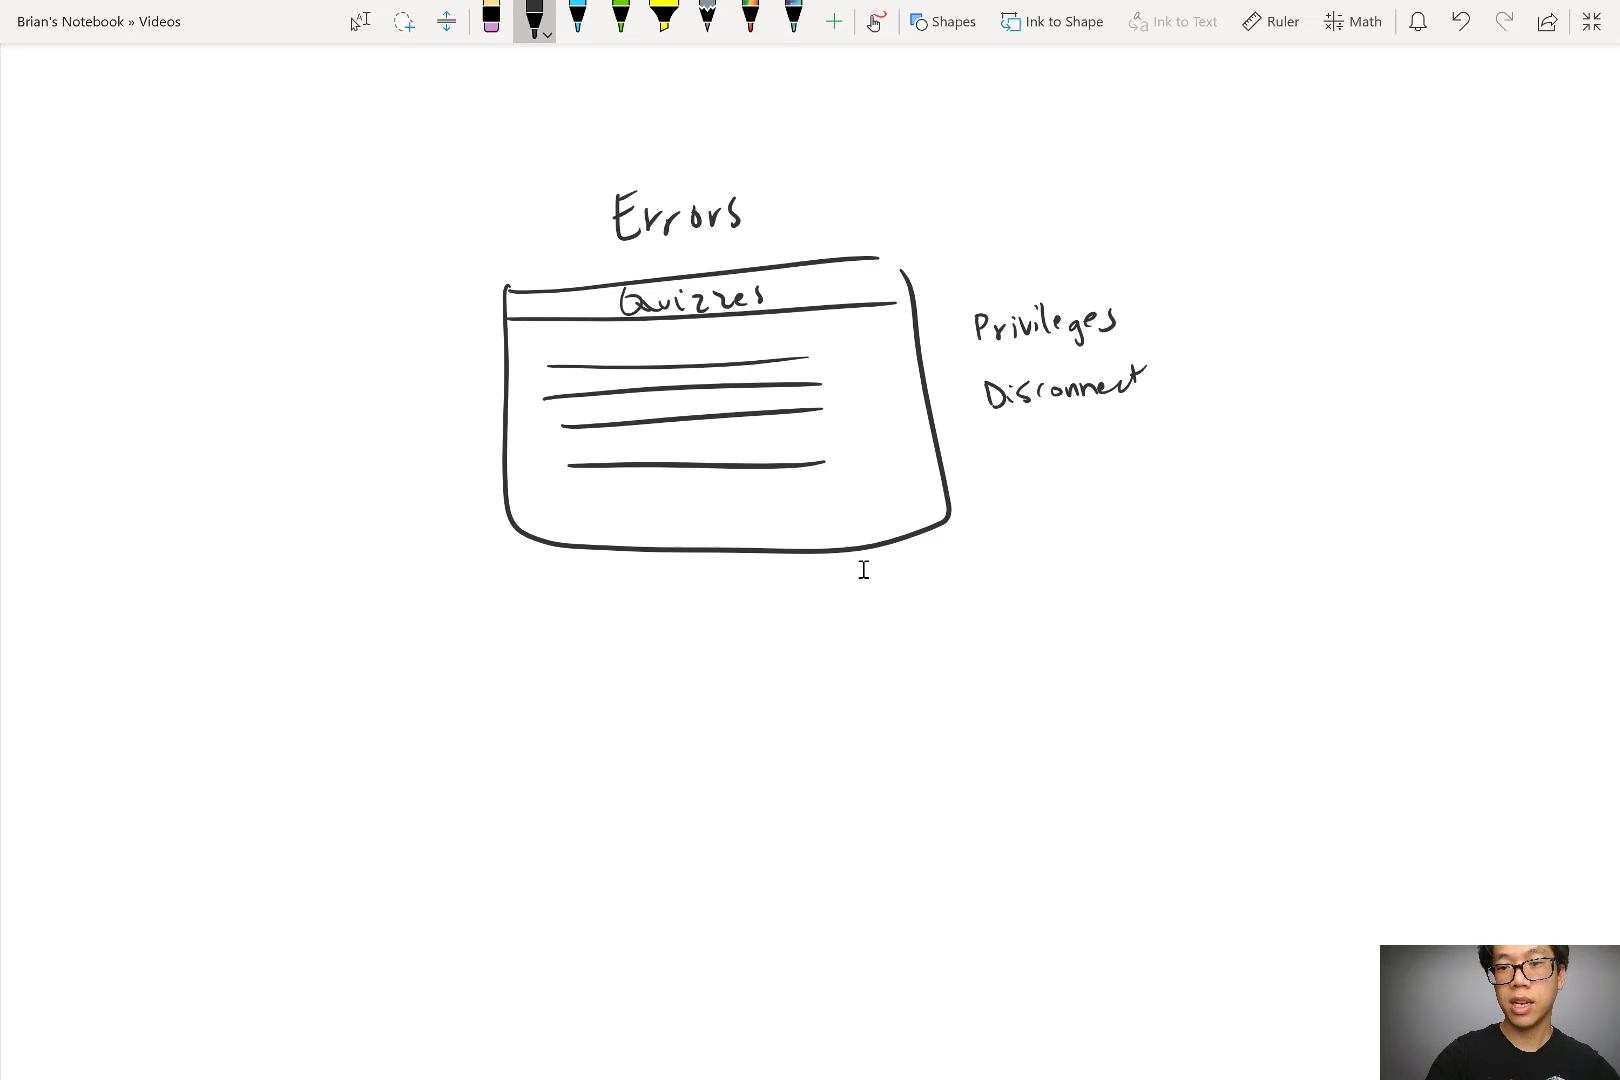 Brian's Notebook » Videos
Shapes
Ink to Shape
Ink to Text
Ruler
Math
Errors
Quizzes
Privileges
Disconnect